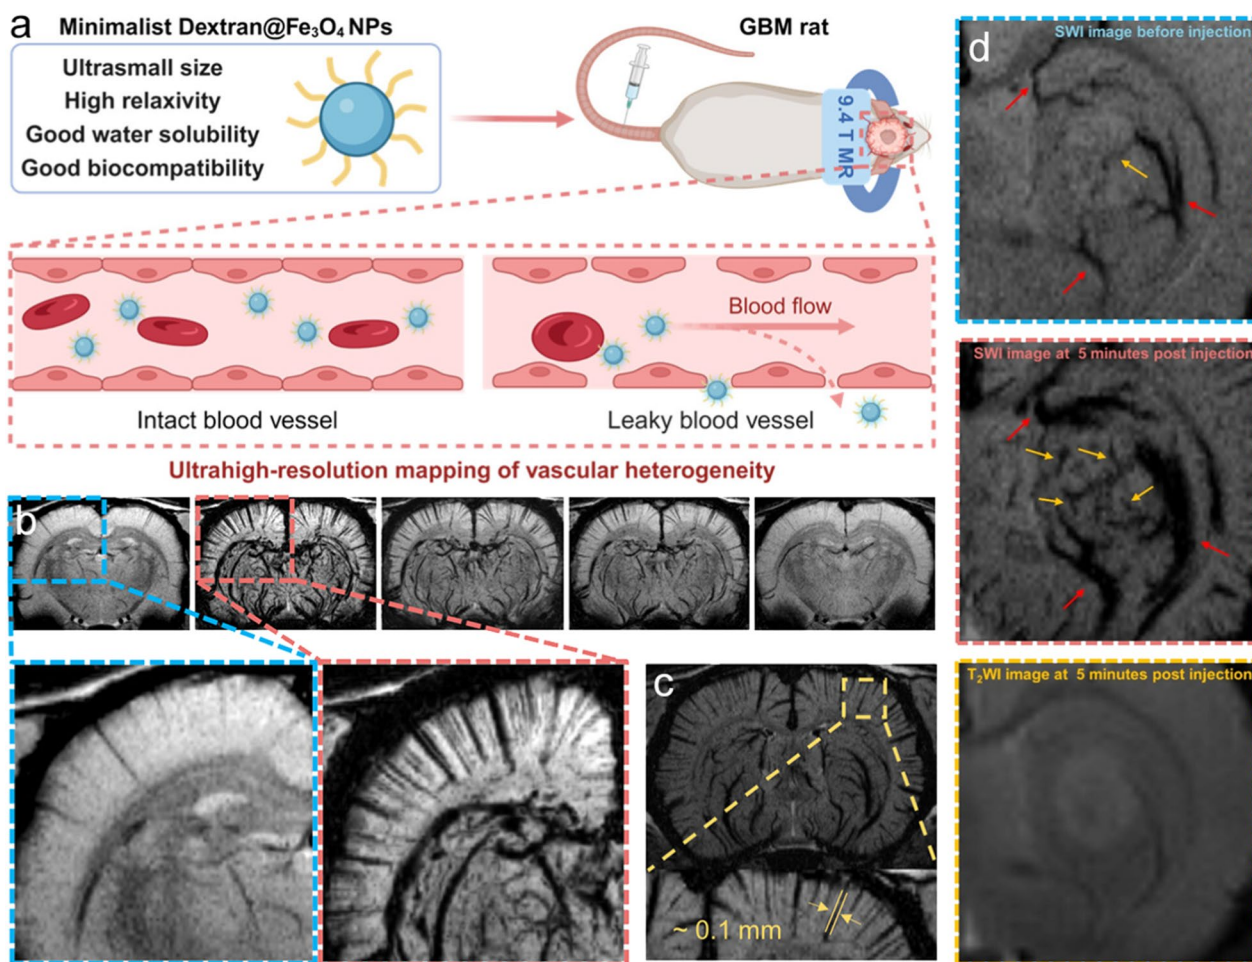 a
Minimalist Dextran@Fe₃O₄ NPs
Ultrasmall size
High relaxivity
Good water solubility
Good biocompatibility
GBM rat
9.4 T MR
Blood flow
Intact blood vessel
Leaky blood vessel
Ultrahigh-resolution mapping of vascular heterogeneity
b
c
~ 0.1 mm
d
SWI image before injection
SWI image at 5 minutes post injection
T₂WI image at 5 minutes post injection